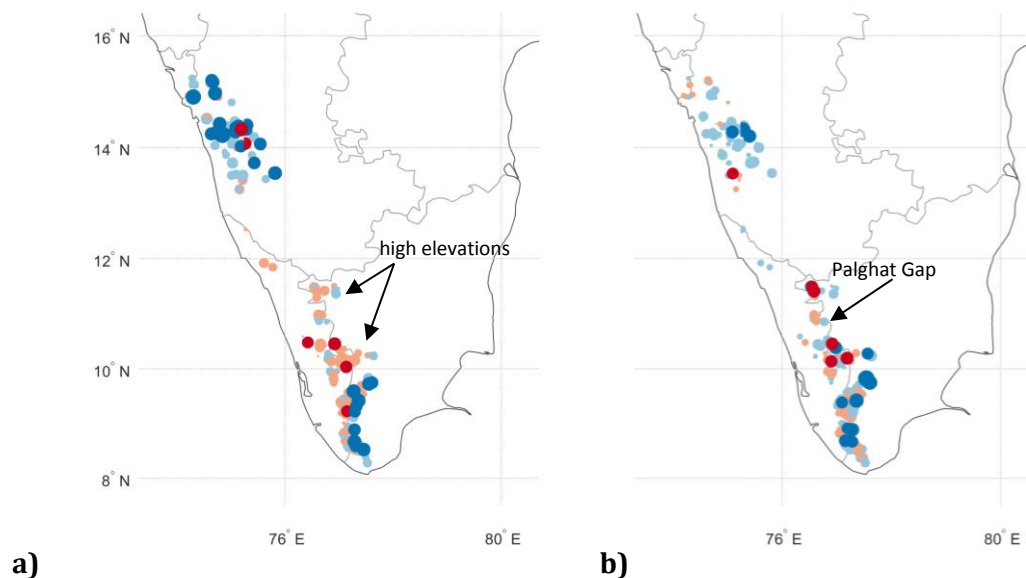 16° N
14° N
12° N
10° N
8° N
high elevations
76° E
80° E
a)
Palghat Gap
76° E
80° E
b)